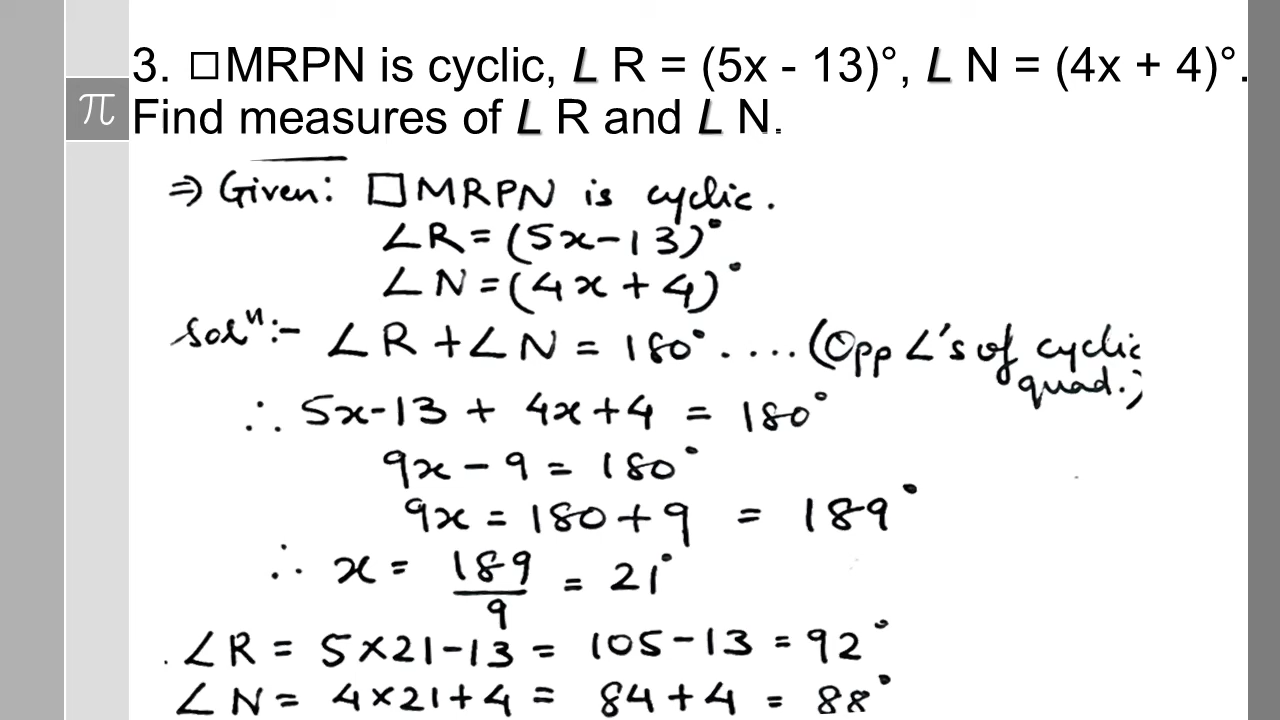 3. □MRPN is cyclic, ∠ R = (5x - 13)°, ∠ N = (4x + 4)°.
π
Find measures of ∠ R and ∠ N.
⇒ Given: □MRPN is cyclic.
∠R = (5x-13)°
∠N = (4x + 4)°
Solⁿ:- ∠R + ∠N = 180° .... (Opp ∠'s of cyclic
quad.)
∴ 5x-13 + 4x+4 = 180°
9x - 9 = 180°
9x = 180+9 = 189°
∴ x = 189/9 = 21°
∠R = 5×21-13 = 105-13 = 92°
∠N = 4×21+4 = 84+4 = 88°